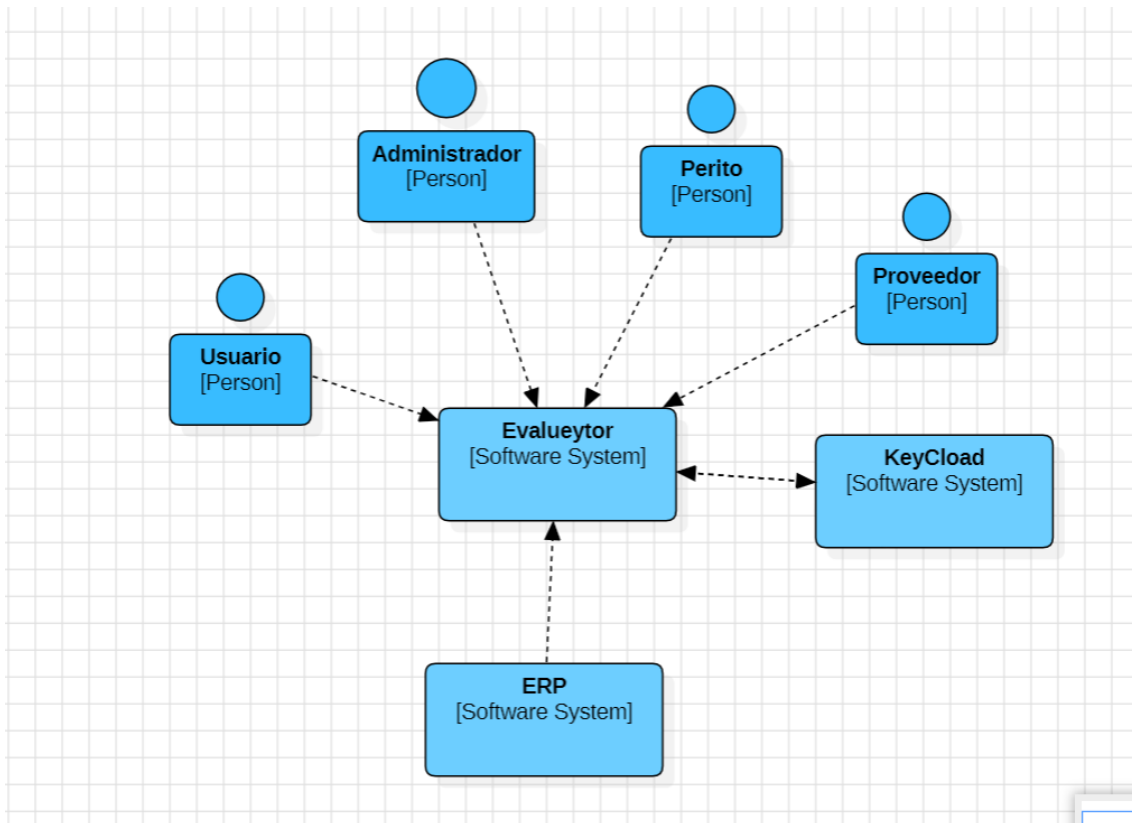 Administrador
[Person]
Perito
[Person]
Proveedor
[Person]
Usuario
[Person]
Evalueytor
[Software System]
KeyCload
[Software System]
ERP
[Software System]